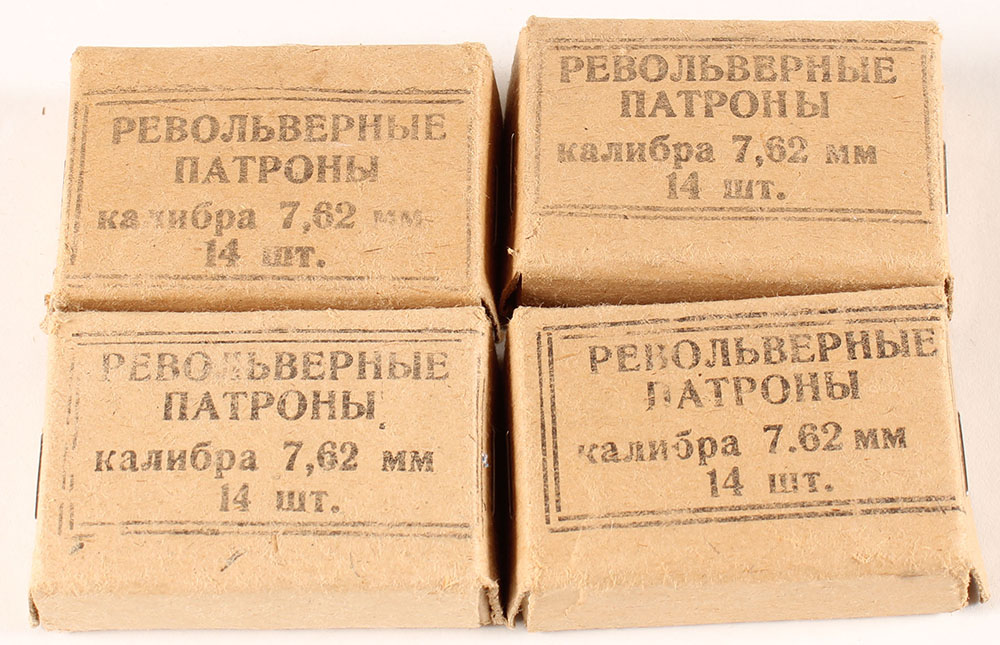 РЕВОЛЬВЕРНЫЕ
ПАТРОНЫ
калибра 7,62 мм
14 шт.
РЕВОЛЬВЕРНЫЕ
ПАТРОНЫ
калибра 7,62 мм
14 шт.
РЕВОЛЬВЕРНЫЕ
ПАТРОНЫ
калибра 7,62 мм
14 шт.
РЕВОЛЬВЕРНЫЕ
ПАТРОНЫ
калибра 7.62 мм
14 шт.